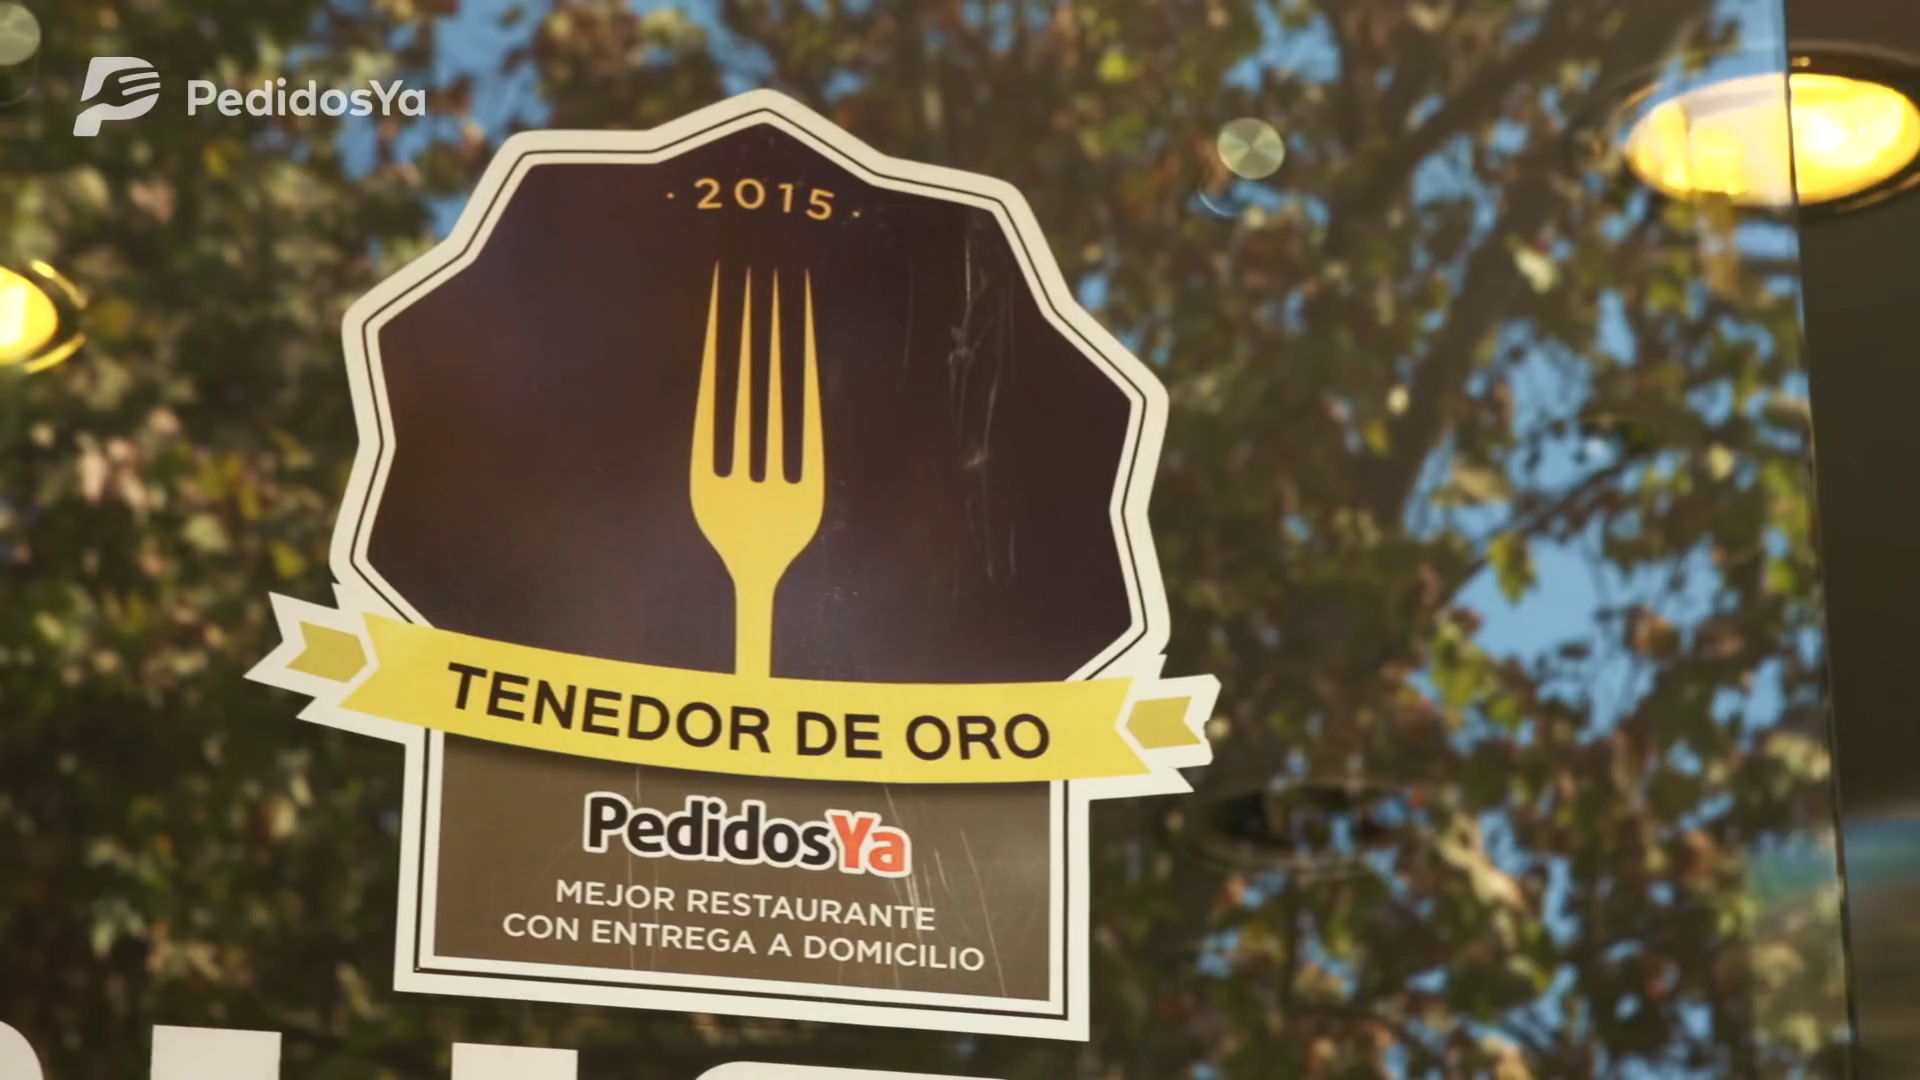 PedidosYa
· 2015 ·
TENEDOR DE ORO
PedidosYa
MEJOR RESTAURANTE
CON ENTREGA A DOMICILIO